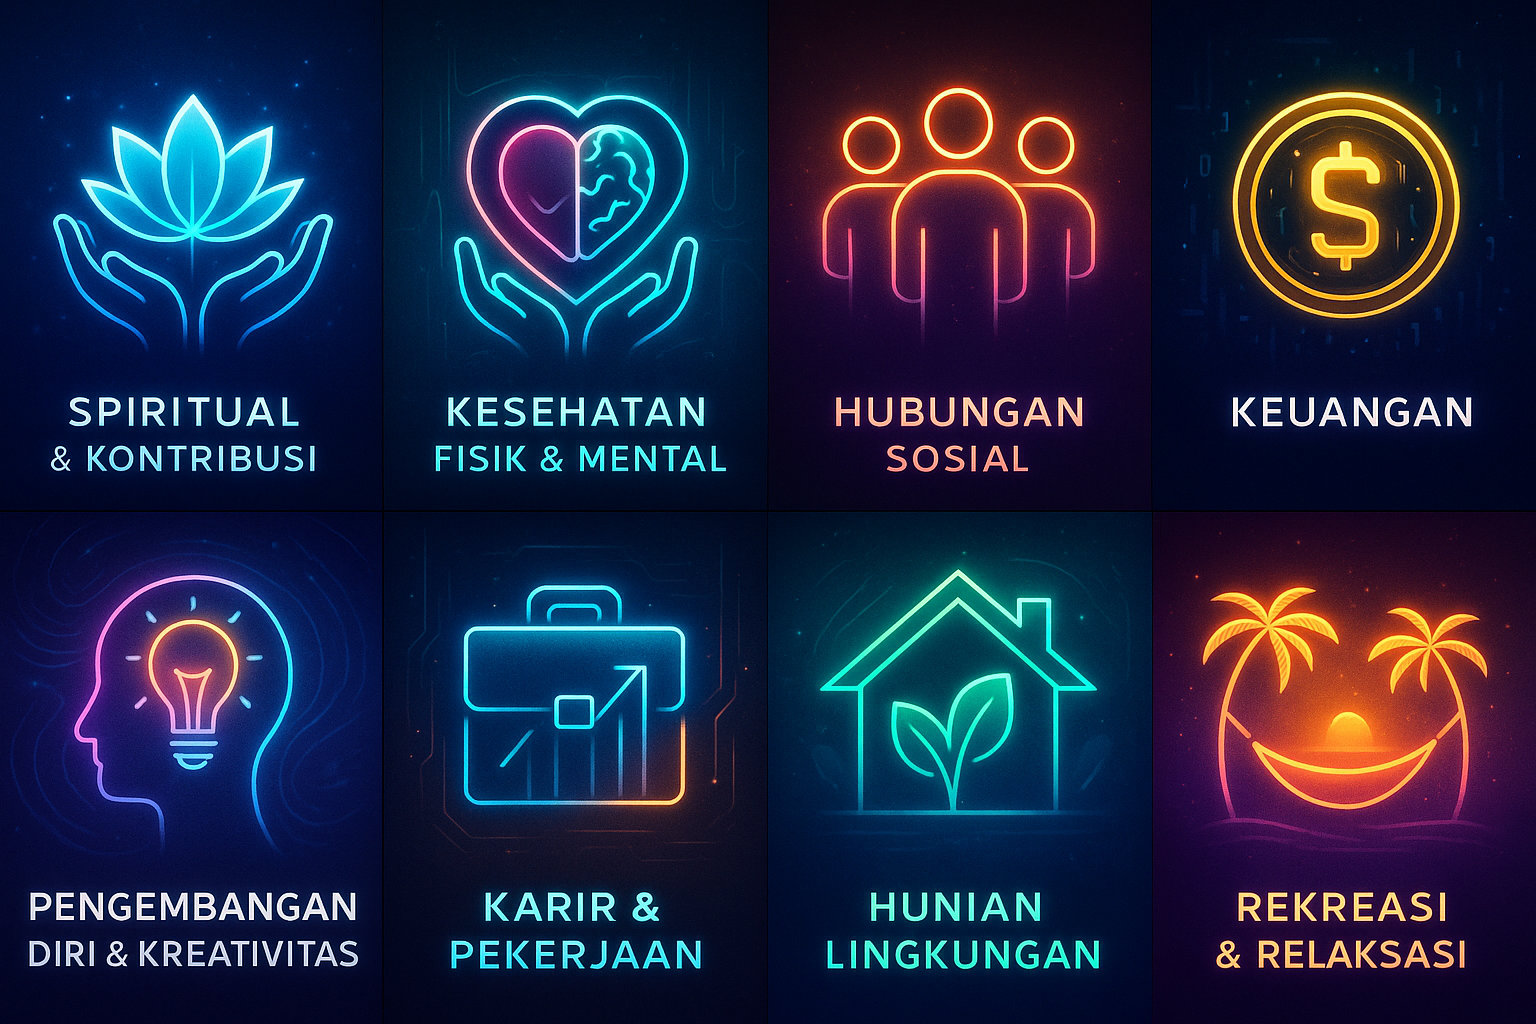 SPIRITUAL
& KONTRIBUSI
KESEHATAN
FISIK & MENTAL
HUBUNGAN
SOSIAL
$
KEUANGAN
PENGEMBANGAN
DIRI & KREATIVITAS
KARIR &
PEKERJAAN
HUNIAN
LINGKUNGAN
REKREASI
& RELAKSASI